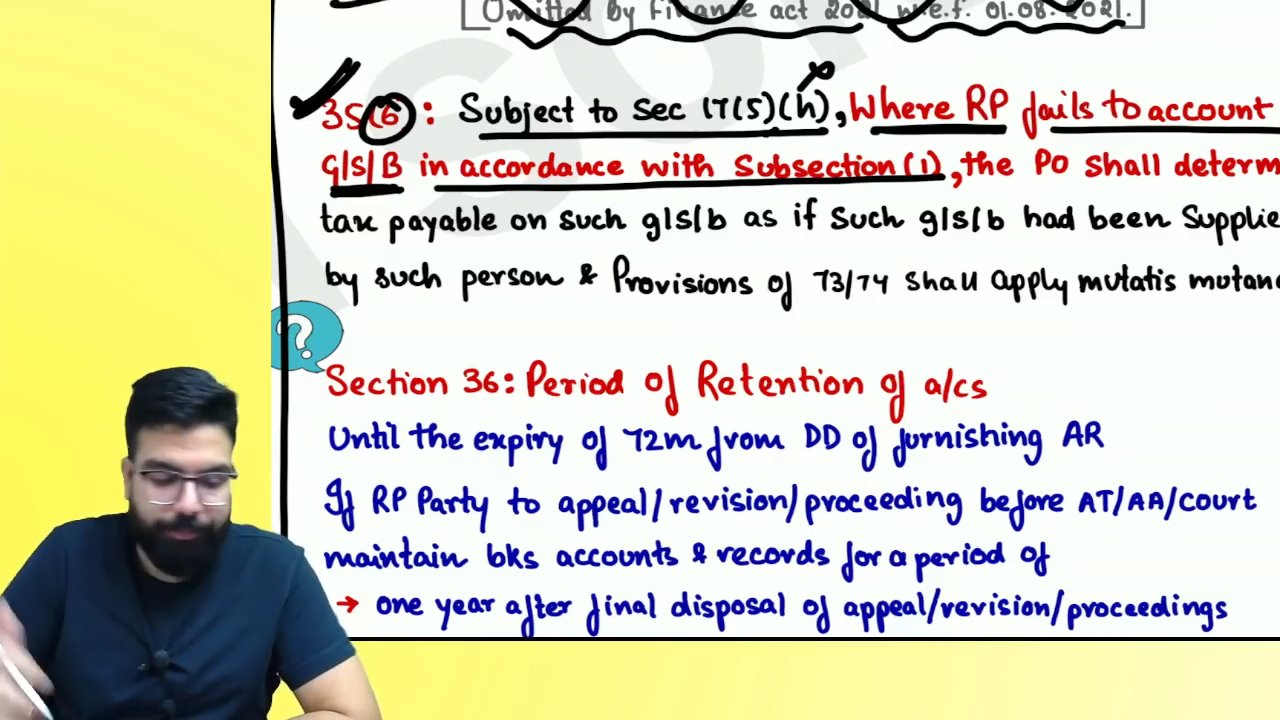 Omitted by Finance act 2021 w.e.f. 01.08.2021.
35(6): Subject to Sec 17(5)(h), Where RP fails to account
G/S/B in accordance with Subsection (1), the PO shall determ
tax payable on such g/s/b as if such g/s/b had been Supplie
by such person & Provisions of 73/74 shall apply mutatis mutan
?
Section 36: Period of Retention of a/cs
Until the expiry of 72m from DD of furnishing AR
If RP Party to appeal/revision/proceeding before AT/AA/court
maintain bks accounts & records for a period of
→ one year after final disposal of appeal/revision/proceedings